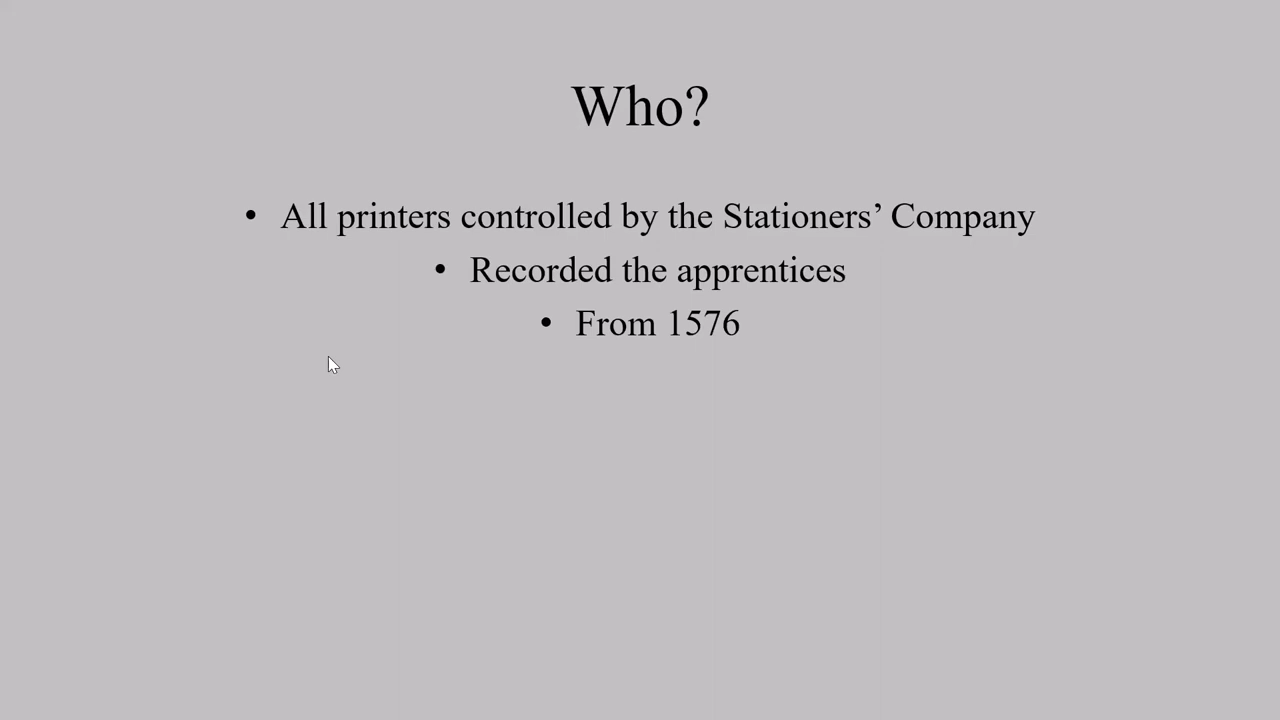 Who?
• All printers controlled by the Stationers’ Company
• Recorded the apprentices
• From 1576